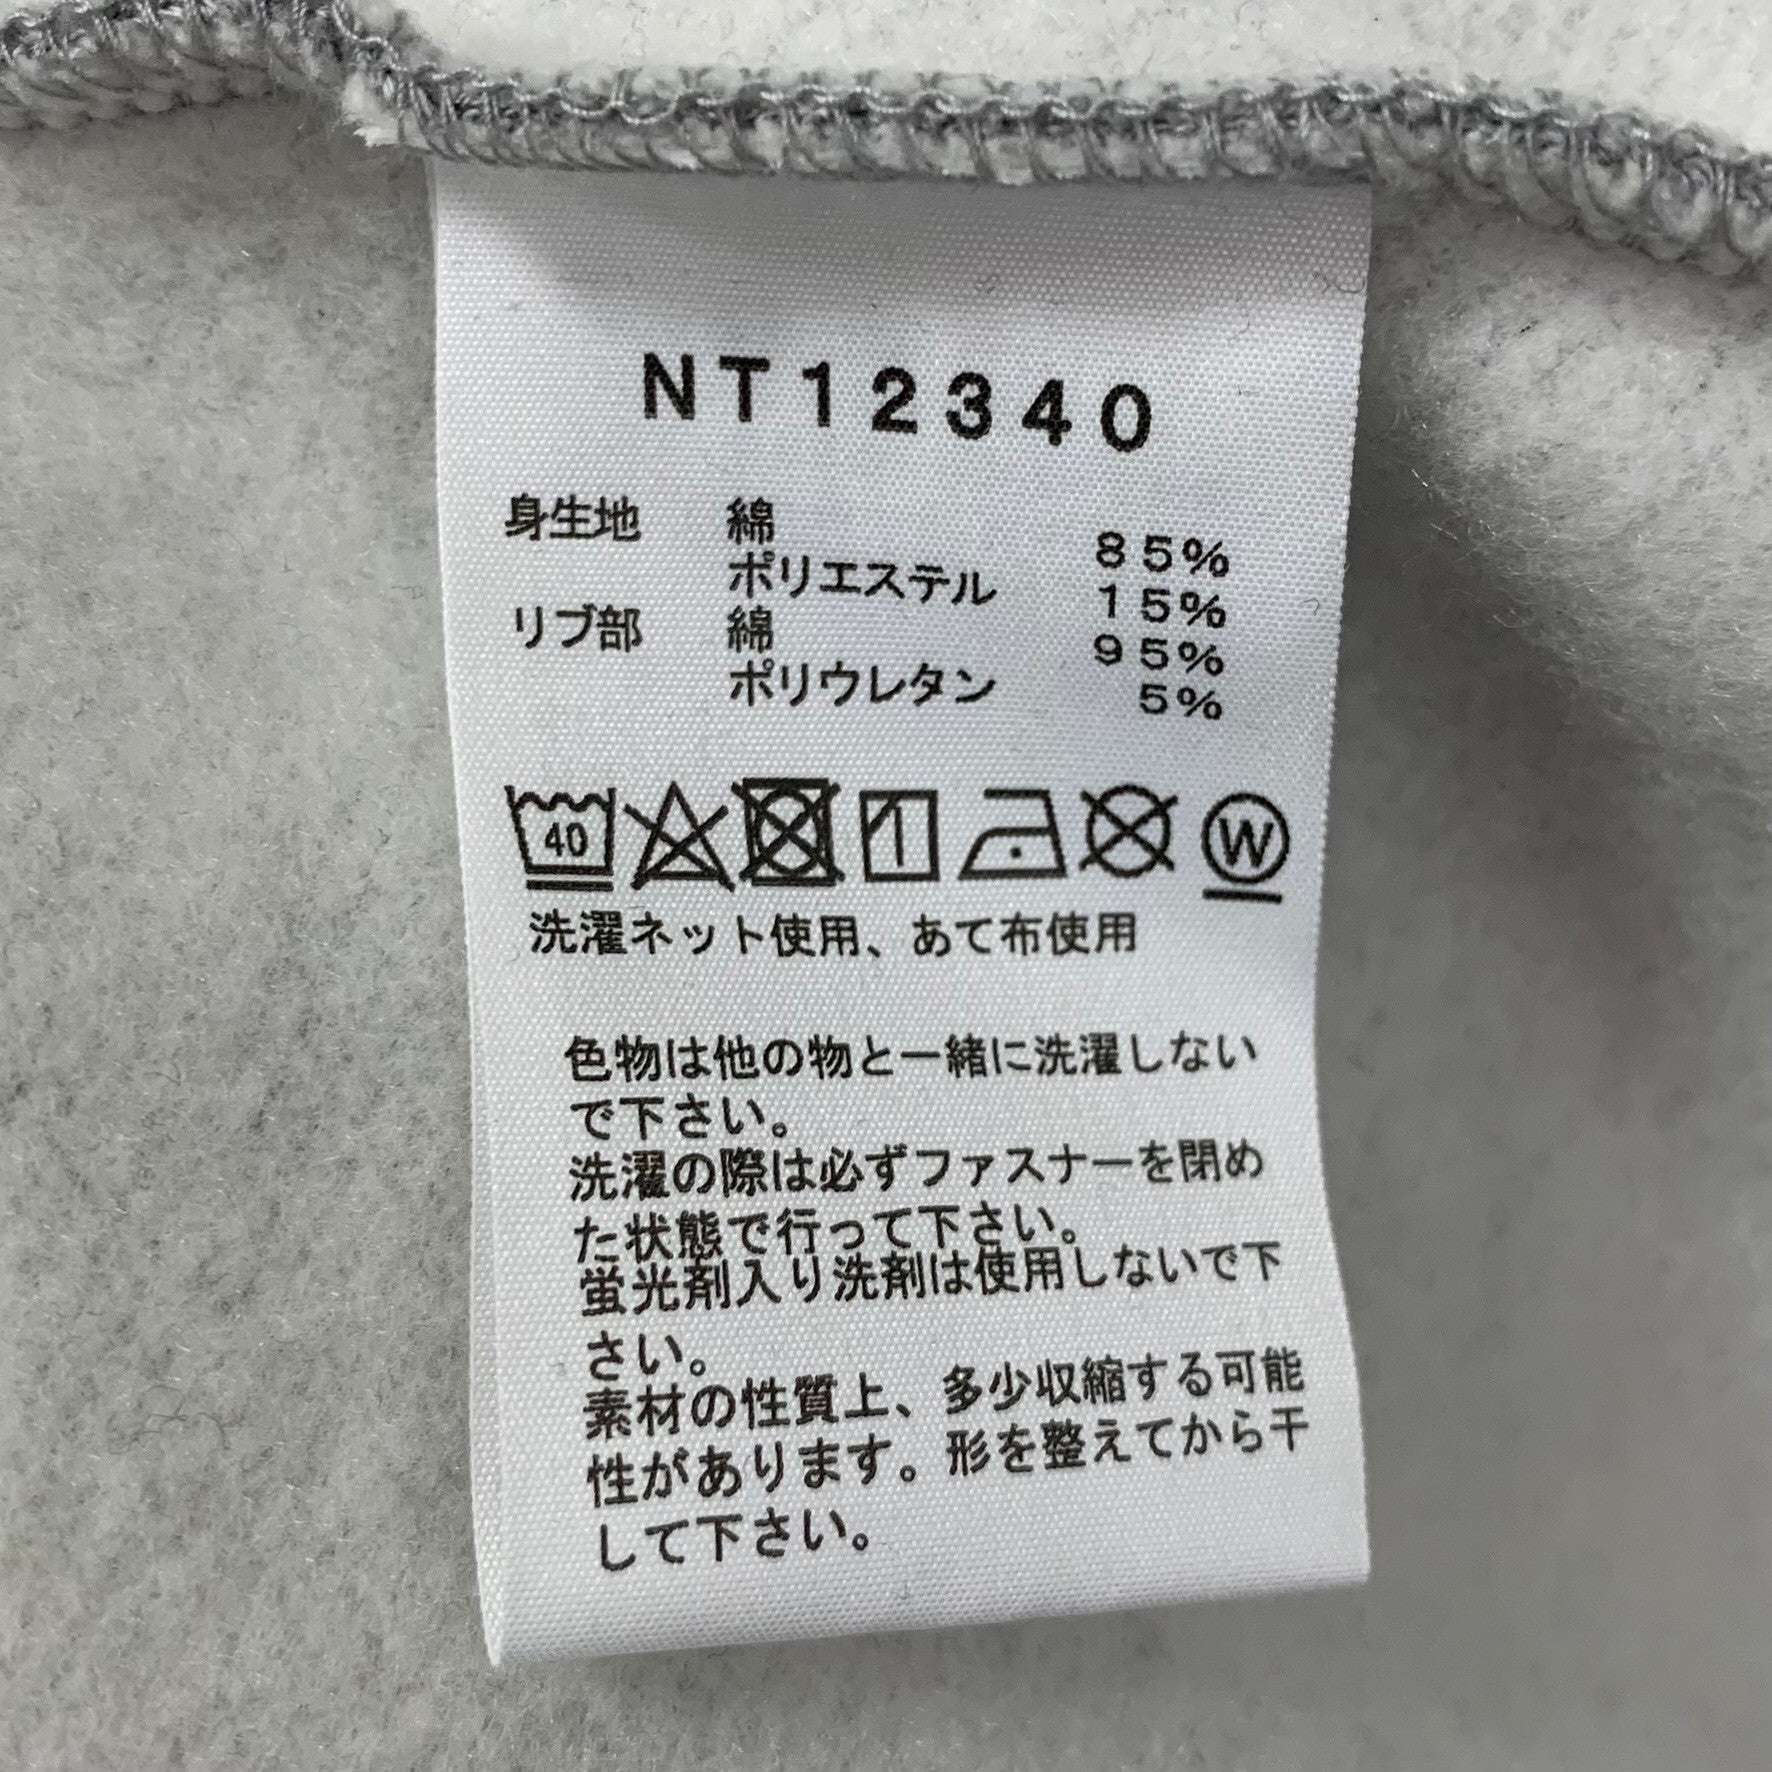 NT12340
身生地 綿 85%
ポリエステル 15%
リブ部 綿 95%
ポリウレタン 5%
40 W
洗濯ネット使用、あて布使用
色物は他の物と一緒に洗濯しない
で下さい。
洗濯の際は必ずファスナーを閉め
た状態で行って下さい。
蛍光剤入り洗剤は使用しないで下
さい。
素材の性質上、多少収縮する可能
性があります。形を整えてから干
して下さい。